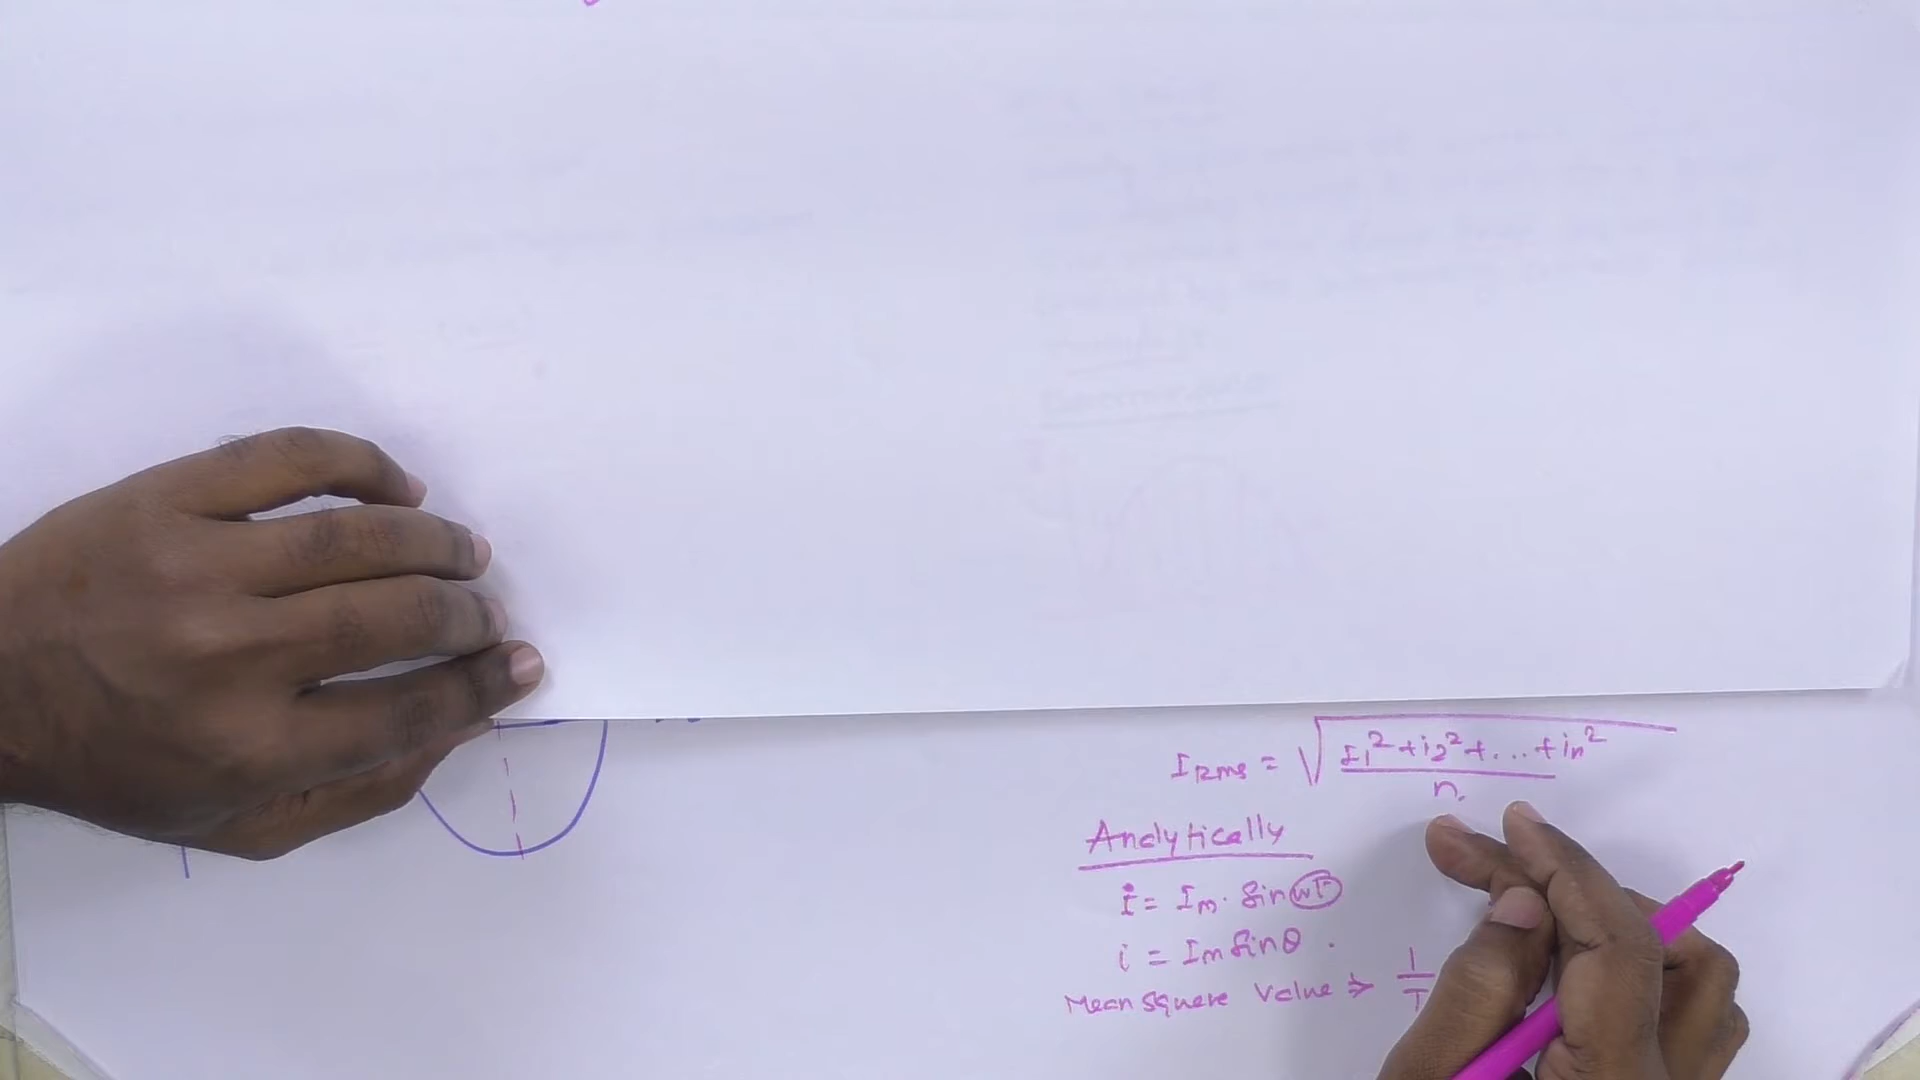 IRms = √ I1² + i2² + ... + in² / n.
Analytically
i = Im. Sin ωt
i = Im Sin θ .
Mean square Value ⇒ 1/T